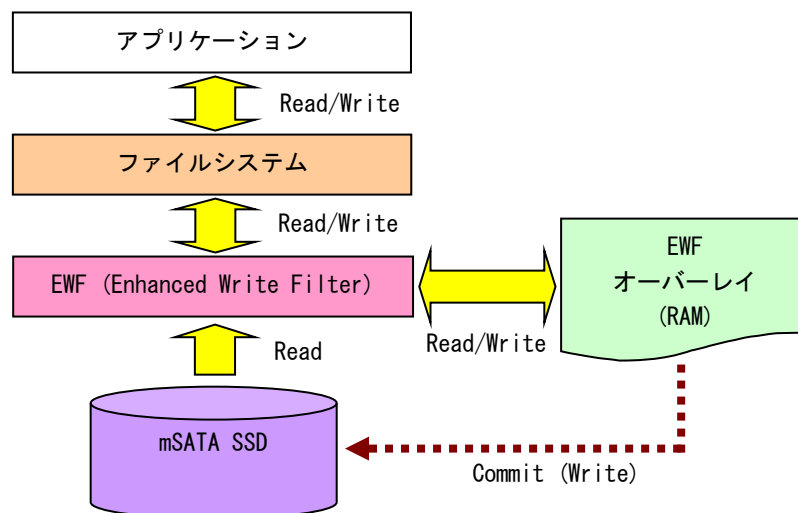 アプリケーション
Read/Write
ファイルシステム
Read/Write
EWF (Enhanced Write Filter)
EWF
オーバーレイ
(RAM)
Read/Write
Read
mSATA SSD
Commit (Write)